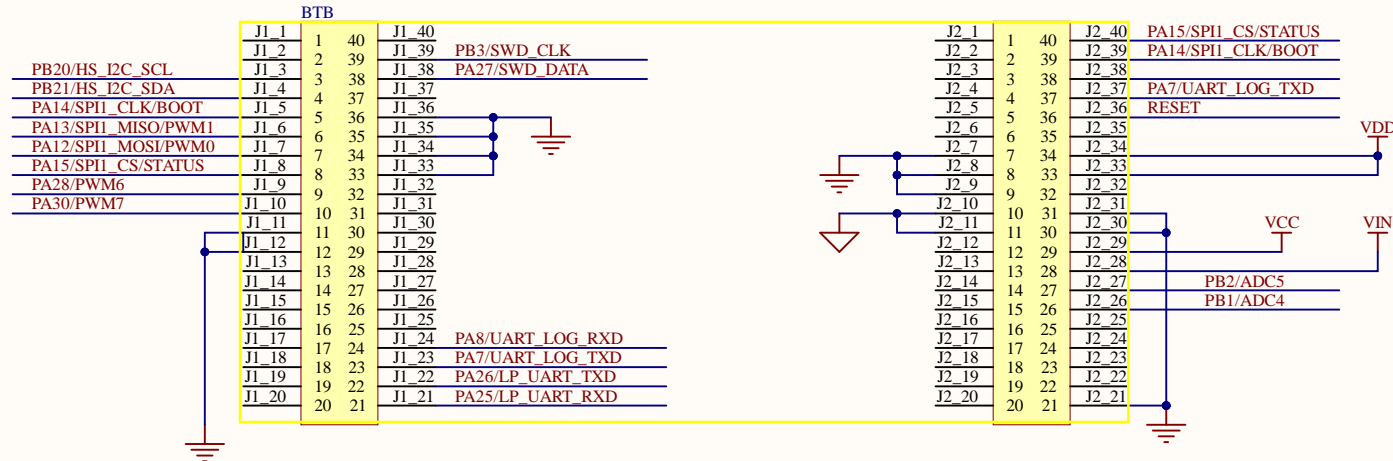 BTB
J1_1 1 40 J1_40 J2_1 1 40 J2_40 PA15/SPI1_CS/STATUS
J1_2 2 39 J1_39 PB3/SWD_CLK J2_2 2 39 J2_39 PA14/SPI1_CLK/BOOT
PB20/HS_I2C_SCL J1_3 3 38 J1_38 PA27/SWD_DATA J2_3 3 38 J2_38
PB21/HS_I2C_SDA J1_4 4 37 J1_37 J2_4 4 37 J2_37 PA7/UART_LOG_TXD
PA14/SPI1_CLK/BOOT J1_5 5 36 J1_36 J2_5 5 36 J2_36 RESET
PA13/SPI1_MISO/PWM1 J1_6 6 35 J1_35 J2_6 6 35 J2_35 VDD
PA12/SPI1_MOSI/PWM0 J1_7 7 34 J1_34 J2_7 7 34 J2_34
PA15/SPI1_CS/STATUS J1_8 8 33 J1_33 J2_8 8 33 J2_33
PA28/PWM6 J1_9 9 32 J1_32 J2_9 9 32 J2_32
PA30/PWM7 J1_10 10 31 J1_31 J2_10 10 31 J2_31
J1_11 11 30 J1_30 J2_11 11 30 J2_30 VCC VIN
J1_12 12 29 J1_29 J2_12 12 29 J2_29
J1_13 13 28 J1_28 J2_13 13 28 J2_28
J1_14 14 27 J1_27 J2_14 14 27 J2_27 PB2/ADC5
J1_15 15 26 J1_26 J2_15 15 26 J2_26 PB1/ADC4
J1_16 16 25 J1_25 J2_16 16 25 J2_25
J1_17 17 24 J1_24 PA8/UART_LOG_RXD J2_17 17 24 J2_24
J1_18 18 23 J1_23 PA7/UART_LOG_TXD J2_18 18 23 J2_23
J1_19 19 22 J1_22 PA26/LP_UART_TXD J2_19 19 22 J2_22
J1_20 20 21 J1_21 PA25/LP_UART_RXD J2_20 20 21 J2_21